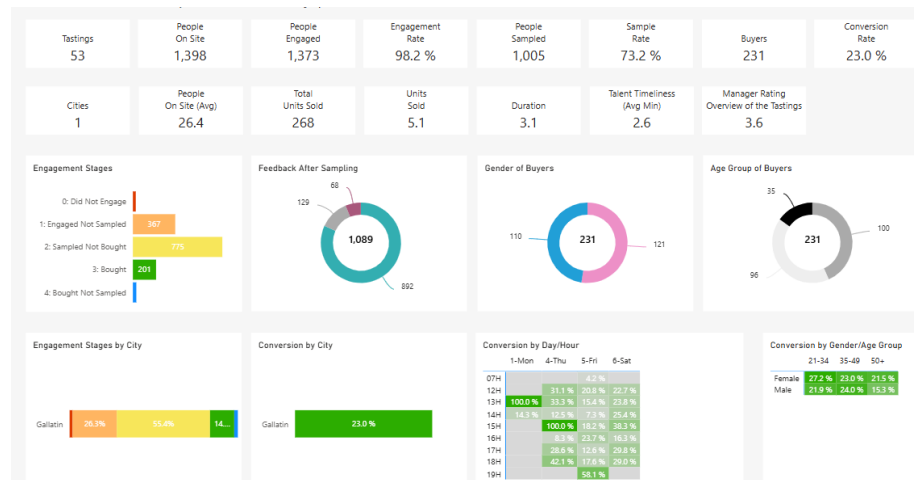 Tastings
53
People
On Site
1,398
People
Engaged
1,373
Engagement
Rate
98.2 %
People
Sampled
1,005
Sample
Rate
73.2 %
Buyers
231
Conversion
Rate
23.0 %
Cities
1
People
On Site (Avg)
26.4
Total
Units Sold
268
Units
Sold
5.1
Duration
3.1
Talent Timeliness
(Avg Min)
2.6
Manager Rating
Overview of the Tastings
3.6
Engagement Stages
0: Did Not Engage
1: Engaged Not Sampled 367
2: Sampled Not Bought 775
3: Bought 201
4: Bought Not Sampled
Feedback After Sampling
68
129
1,089
892
Gender of Buyers
110
231
121
Age Group of Buyers
35
231
100
96
Engagement Stages by City
Gallatin 26.3% 55.4% 14....
Conversion by City
Gallatin 23.0 %
Conversion by Day/Hour
1-Mon 4-Thu 5-Fri 6-Sat
07H 4.2 %
12H 31.1 % 20.8 % 22.7 %
13H 100.0 % 33.3 % 15.4 % 23.8 %
14H 14.3 % 12.5 % 7.3 % 25.4 %
15H 100.0 % 18.2 % 38.3 %
16H 8.3 % 23.7 % 16.3 %
17H 28.6 % 12.6 % 29.8 %
18H 42.1 % 17.6 % 29.0 %
19H 58.1 %
Conversion by Gender/Age Group
21-34 35-49 50+
Female 27.2 % 23.0 % 21.5 %
Male 21.9 % 24.0 % 15.3 %